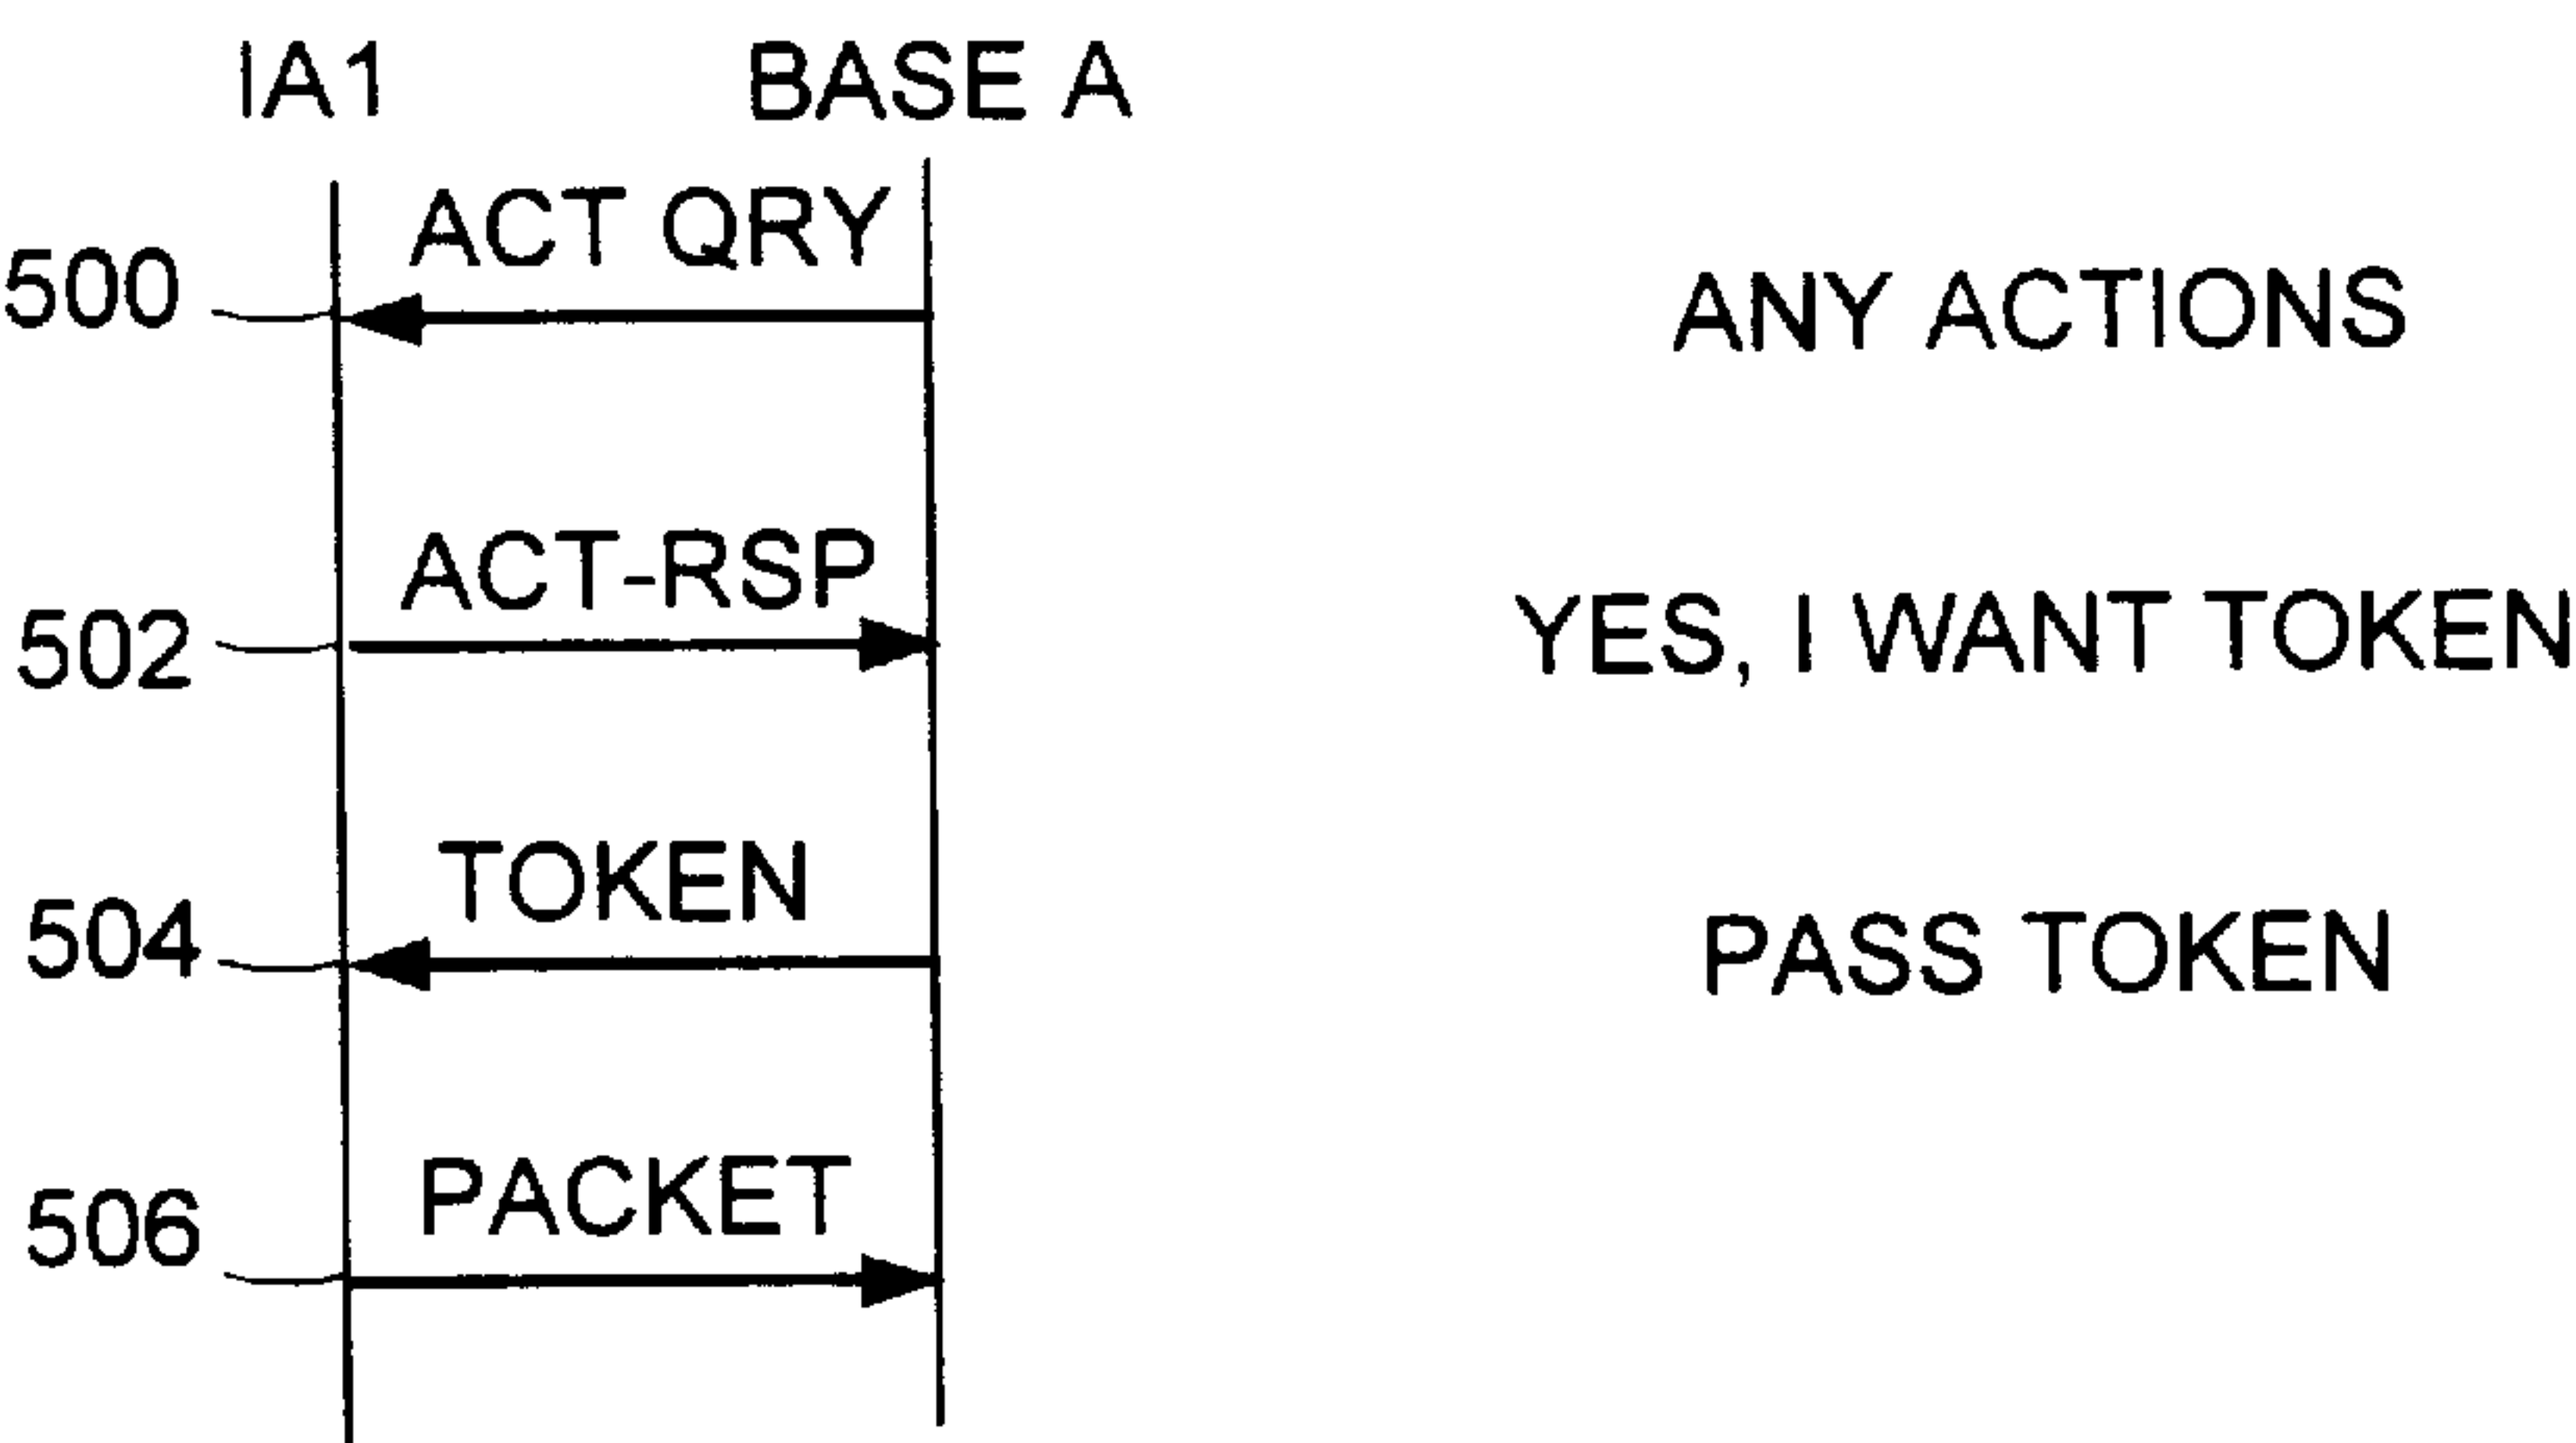 IA1 BASE A
ACT QRY
500 ANY ACTIONS
ACT-RSP
502 YES, I WANT TOKEN
TOKEN
504 PASS TOKEN
PACKET
506